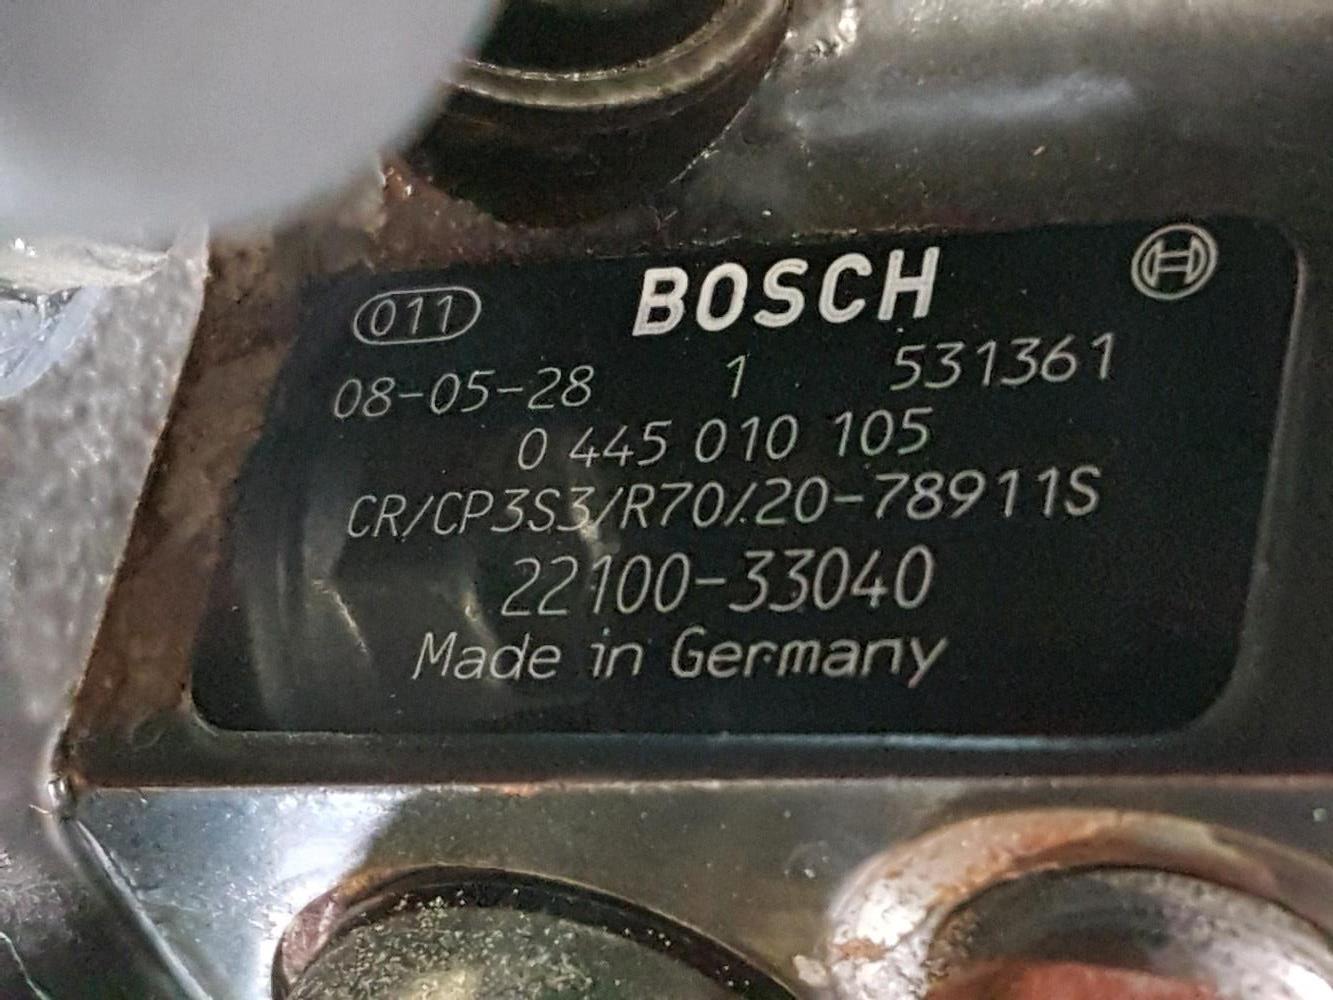 011 BOSCH
08-05-28 1 531361
0 445 010 105
CR/CP3S3/R70/.20-78911S
22100-33040
Made in Germany